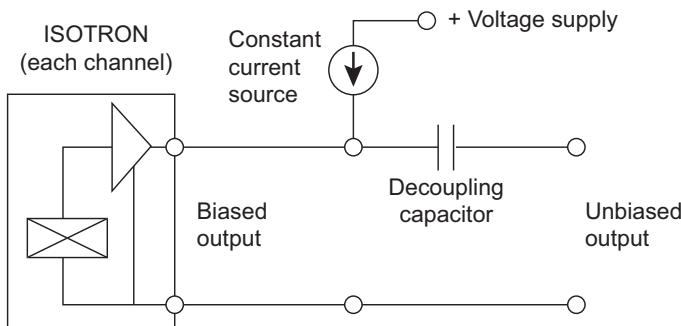 ISOTRON
(each channel)
Constant
current
source
+ Voltage supply
Biased
output
Decoupling
capacitor
Unbiased
output